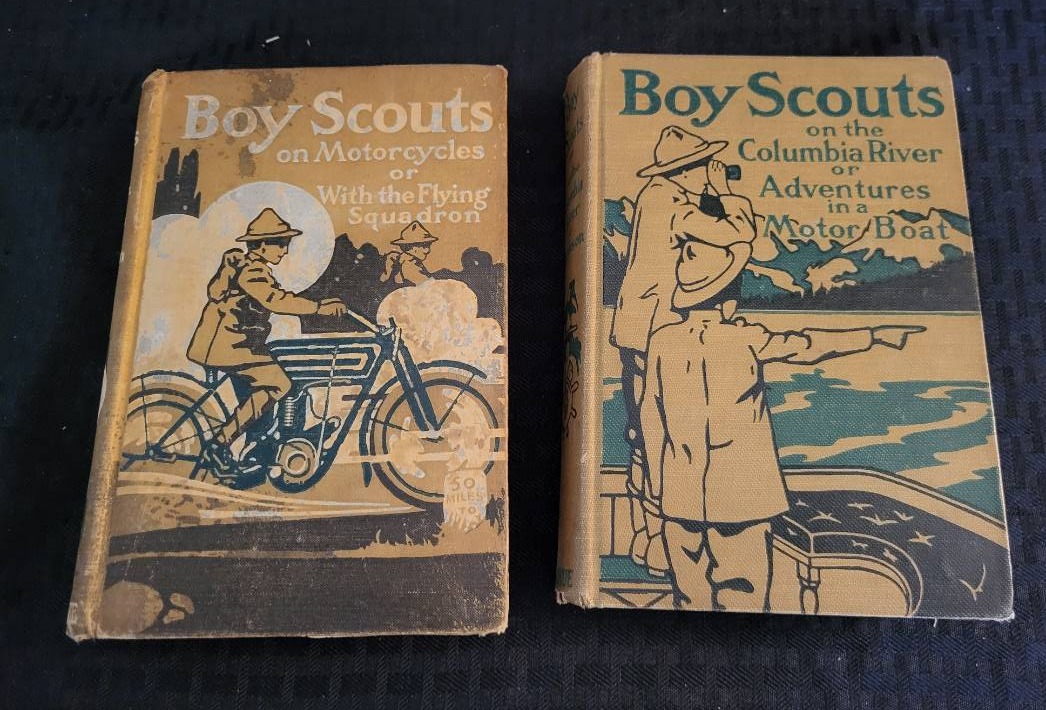 Boy Scouts
on Motorcycles
or
With the Flying
Squadron
50
MILES
TO
Boy Scouts
on the
Columbia River
or
Adventures
in a
Motor Boat